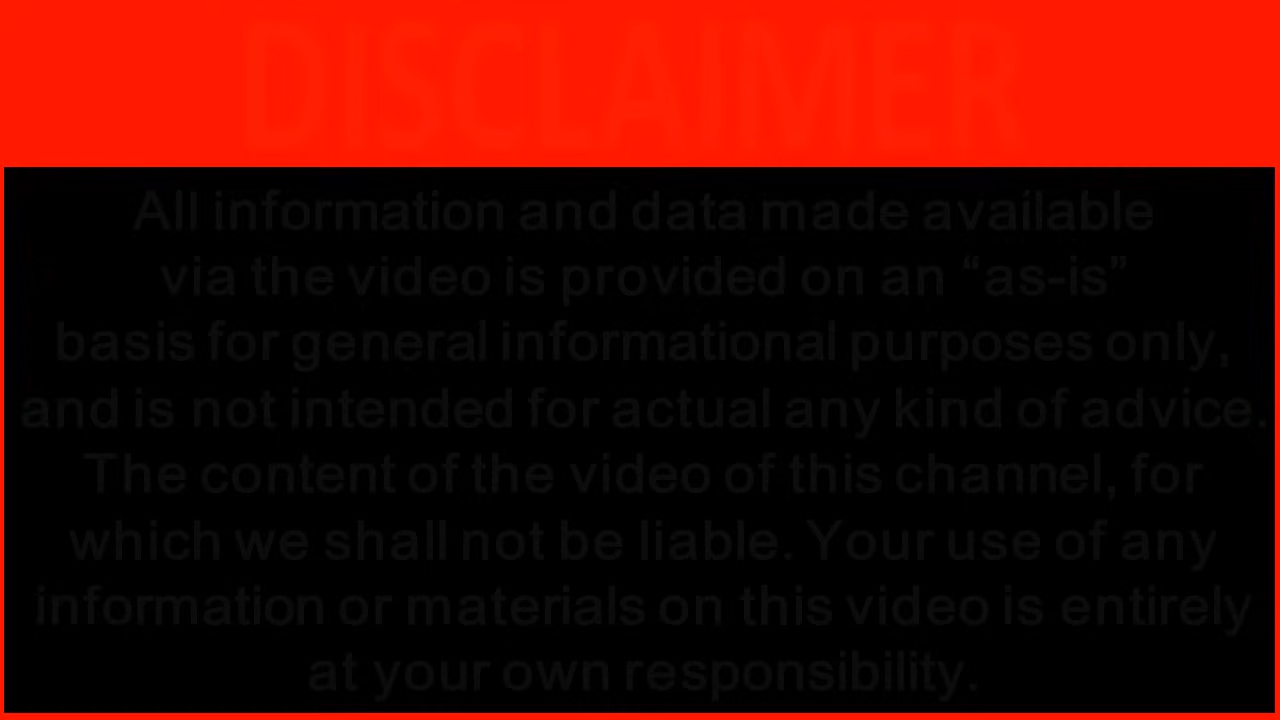 DISCLAIMER
All information and data made available
via the video is provided on an “as-is”
basis for general informational purposes only,
and is not intended for actual any kind of advice.
The content of the video of this channel, for
which we shall not be liable. Your use of any
information or materials on this video is entirely
at your own responsibility.